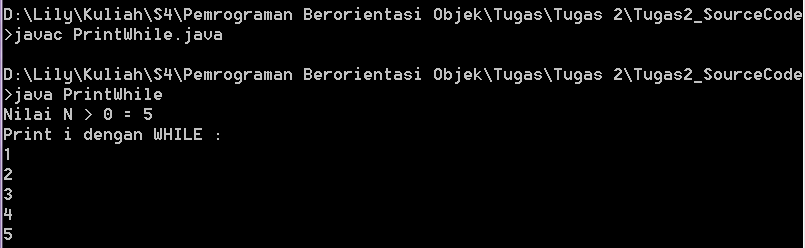 D:\Lily\Kuliah\S4\Pemrograman Berorientasi Objek\Tugas\Tugas 2\Tugas2_SourceCode
>javac PrintWhile.java
D:\Lily\Kuliah\S4\Pemrograman Berorientasi Objek\Tugas\Tugas 2\Tugas2_SourceCode
>java PrintWhile
Nilai N > 0 = 5
Print i dengan WHILE :
1
2
3
4
5